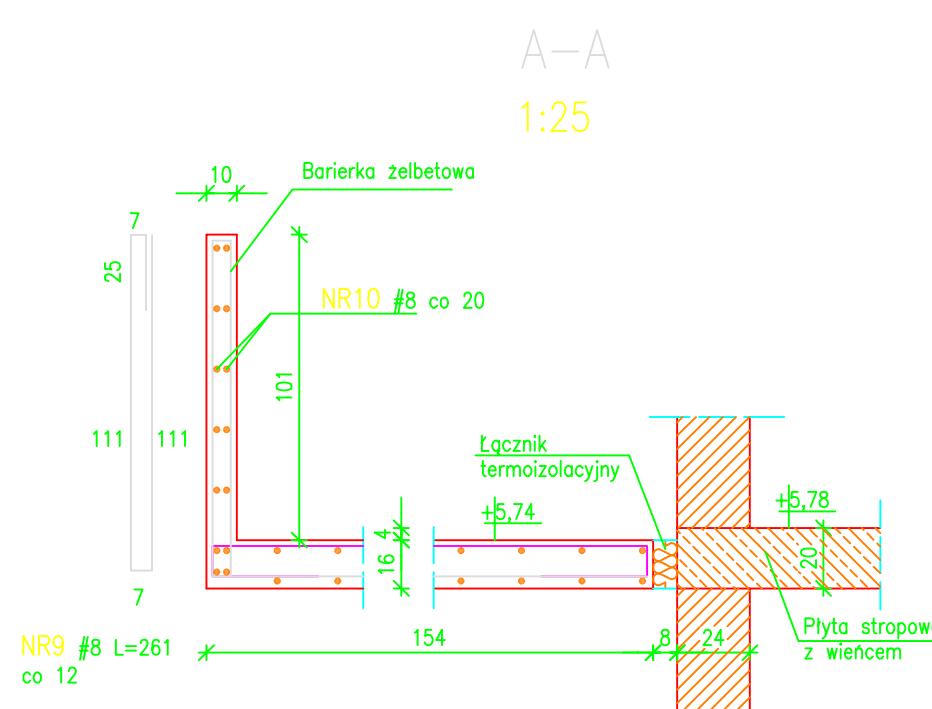 A—A
1:25
10
Barierka żelbetowa
7
25
NR10 #8 co 20
101
111
111
Łącznik
termoizolacyjny
+5,74
+5,78
4
16
20
7
154
8
24
Płyta stropow
z wieńcem
NR9 #8 L=261
co 12